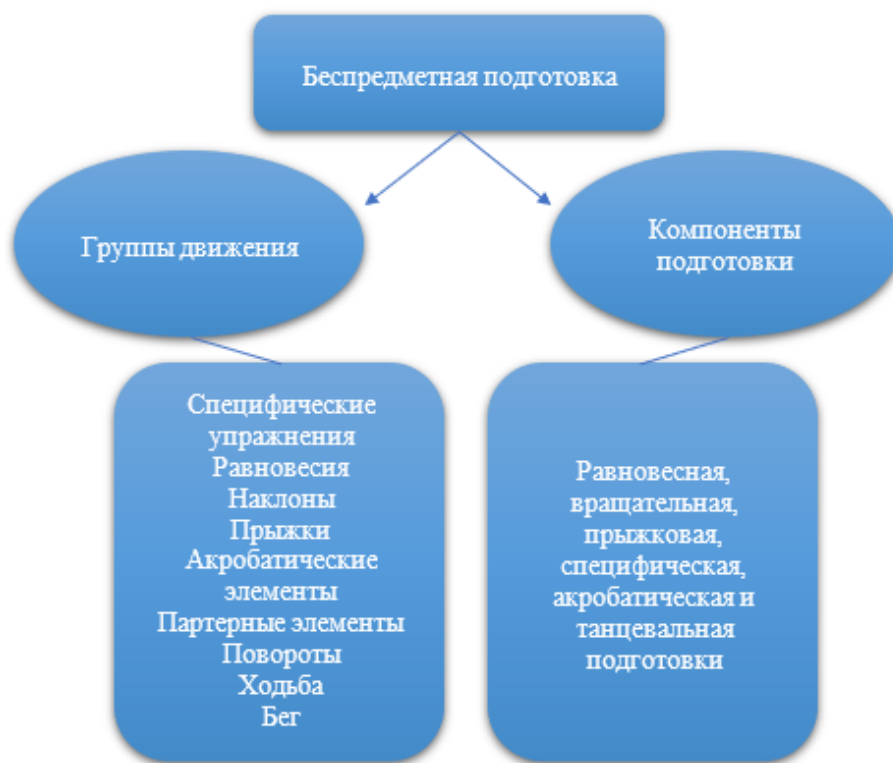 Беспредметная подготовка
Группы движения
Компоненты
подготовки
Специфические
упражнения
Равновесия
Наклоны
Прыжки
Акробатические
элементы
Партерные элементы
Повороты
Ходьба
Бег
Равновесная,
вращательная,
прыжковая,
специфическая,
акробатическая и
танцевальная
подготовки